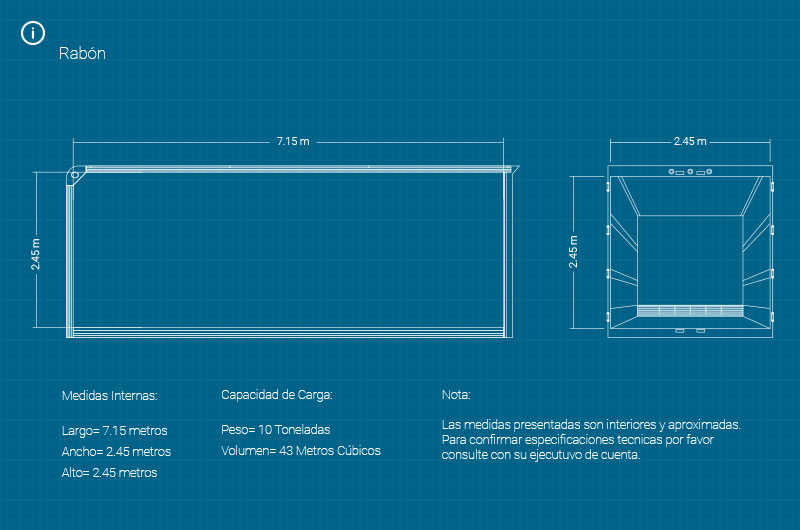 i
Rabón
7.15 m
2.45 m
2.45 m
2.45 m
Medidas Internas:
Largo= 7.15 metros
Ancho= 2.45 metros
Alto= 2.45 metros
Capacidad de Carga:
Peso= 10 Toneladas
Volumen= 43 Metros Cúbicos
Nota:
Las medidas presentadas son interiores y aproximadas.
Para confirmar especificaciones tecnicas por favor
consulte con su ejecutuvo de cuenta.